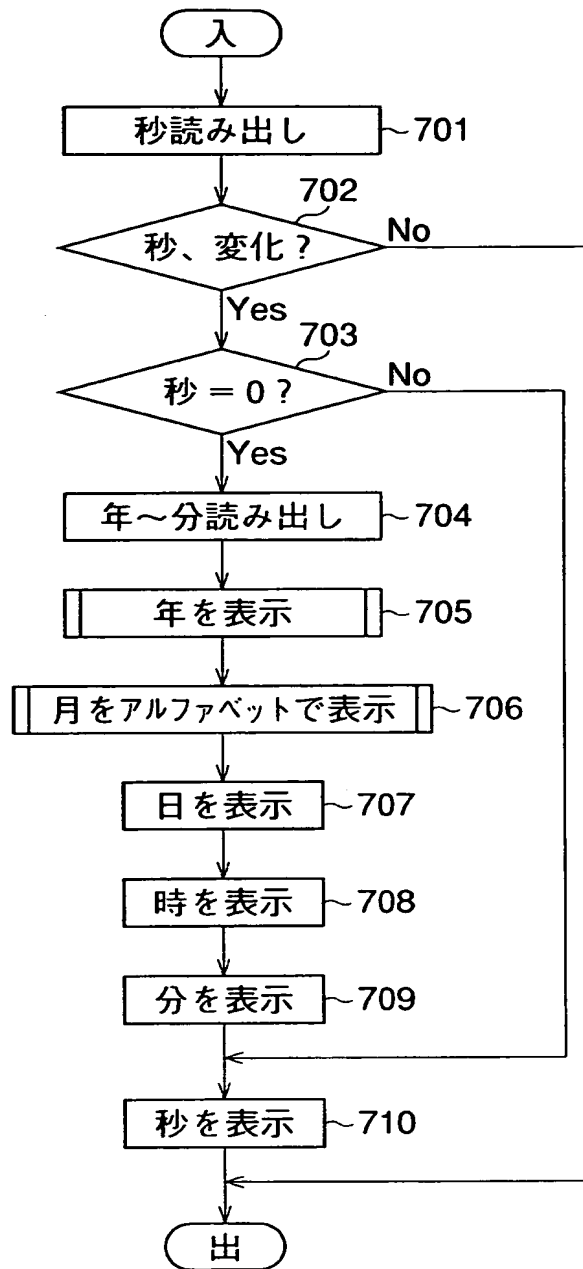 入
秒読み出し 701
702
秒、変化? No
Yes
703
秒=0? No
Yes
年～分読み出し 704
年を表示 705
月をアルファベットで表示 706
日を表示 707
時を表示 708
分を表示 709
秒を表示 710
出